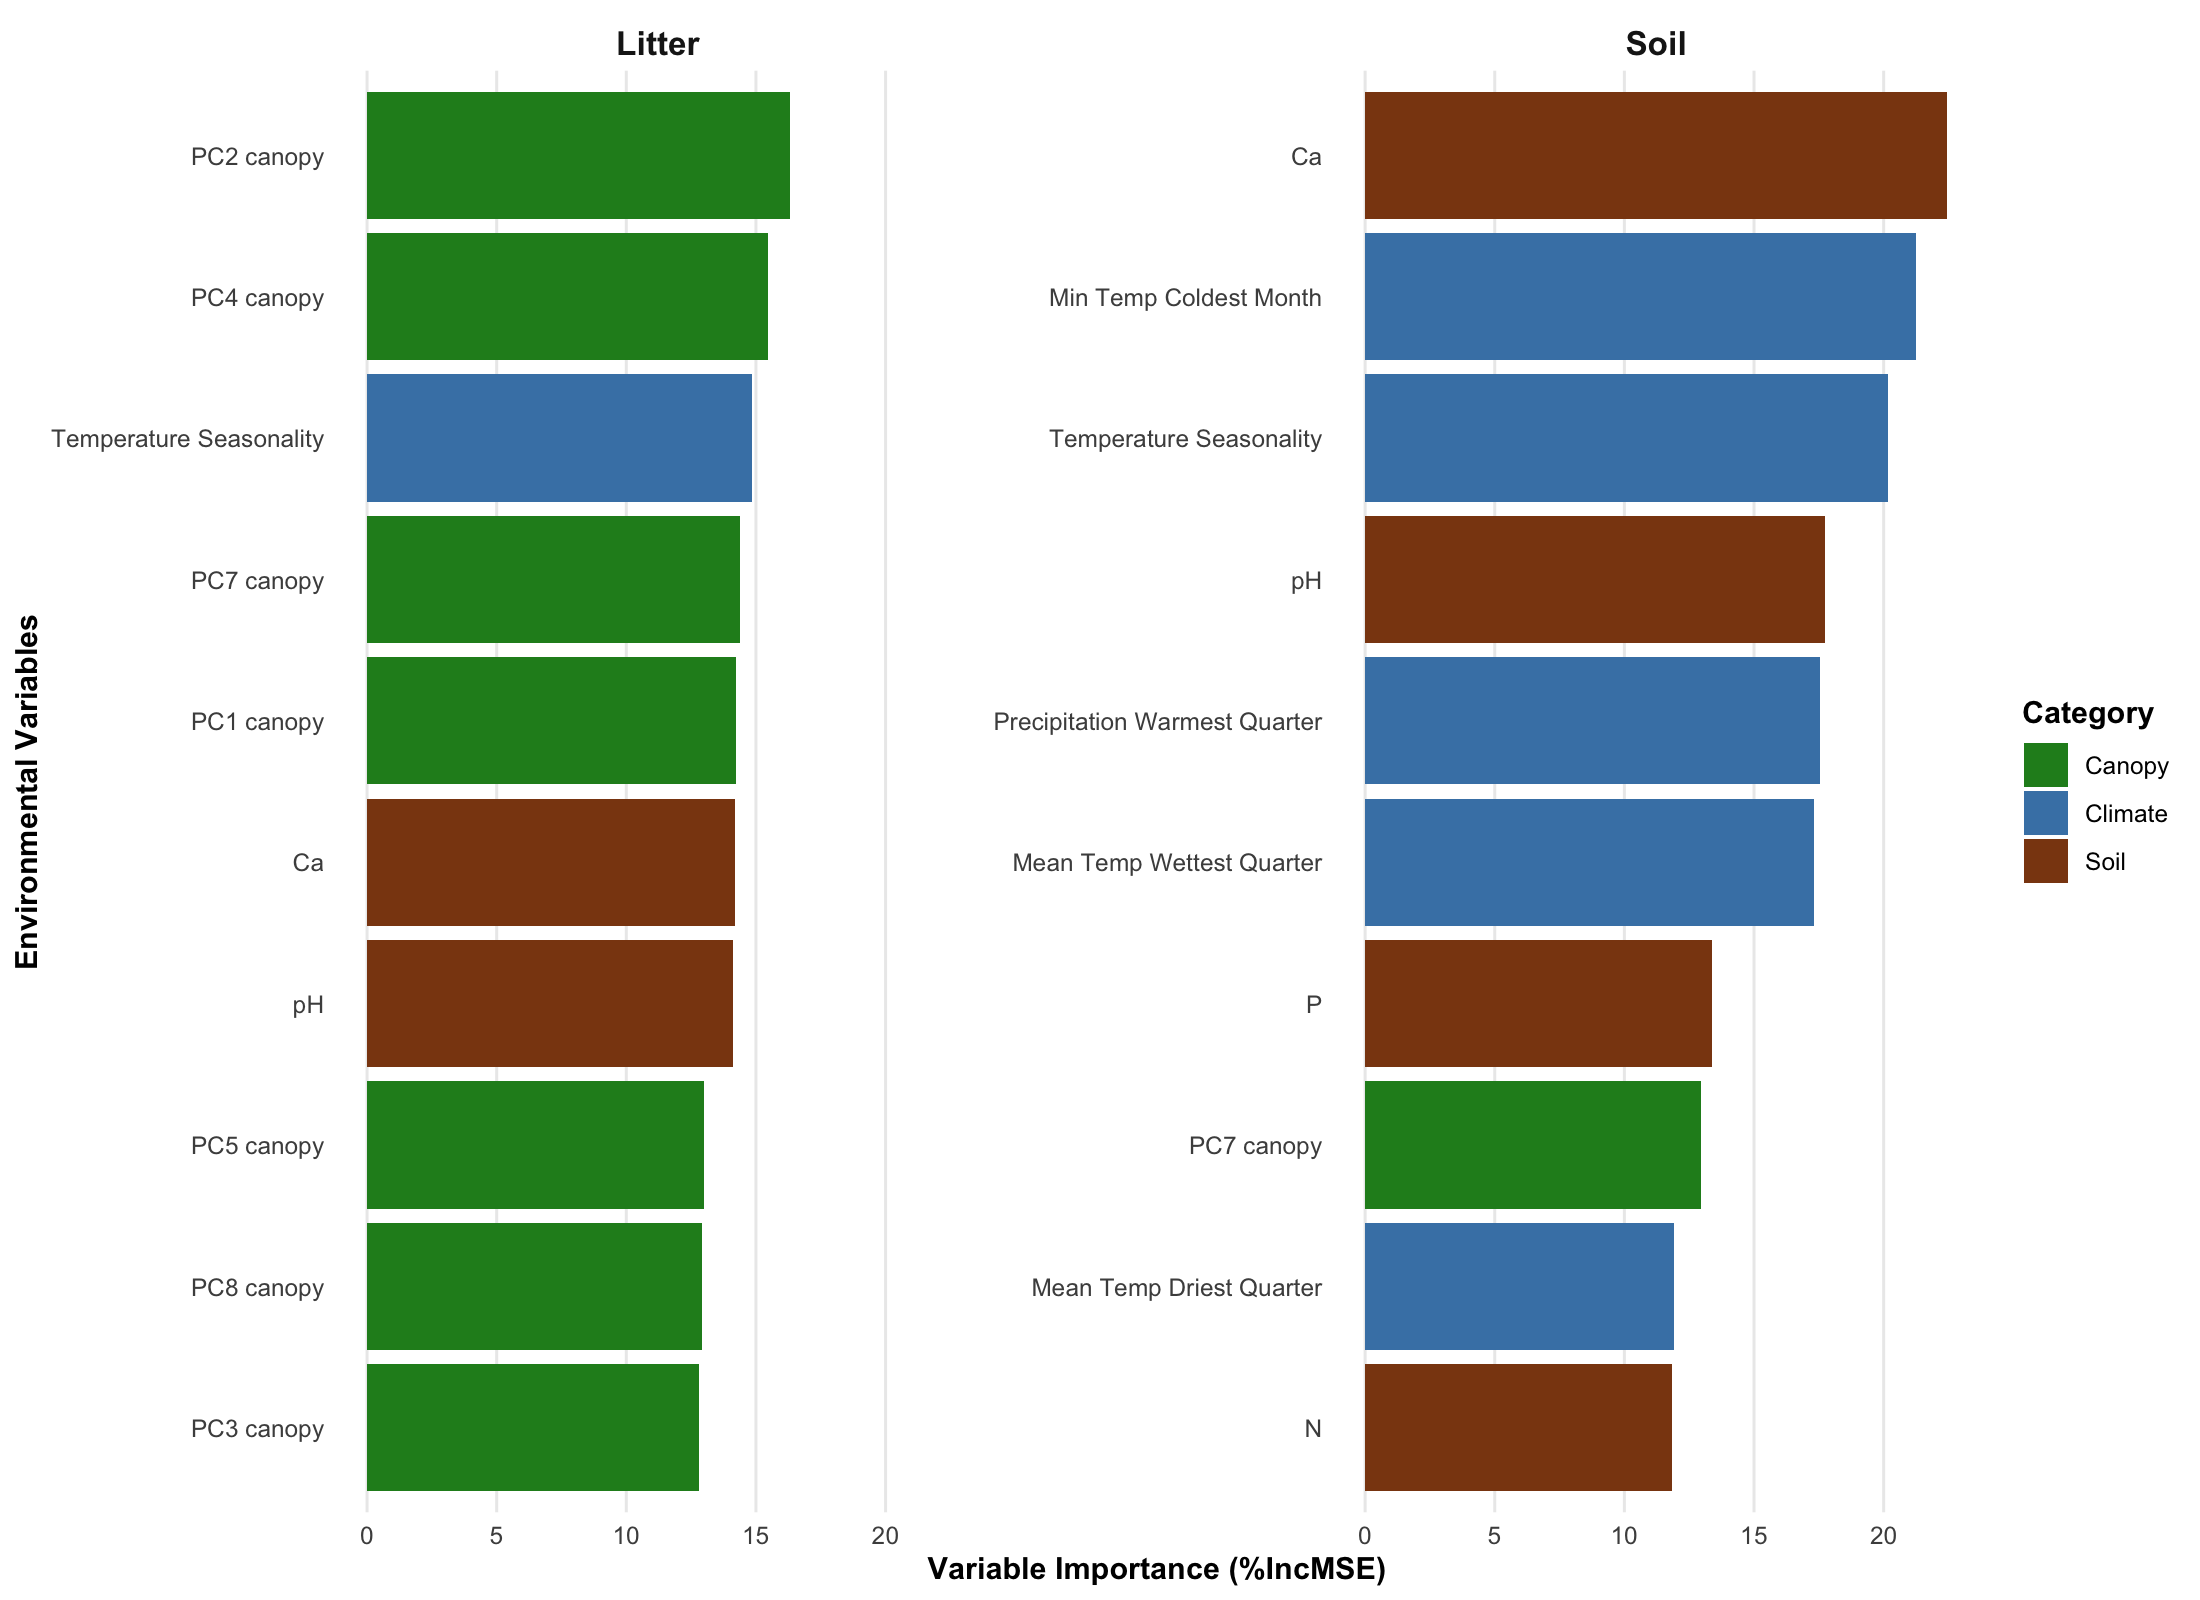 Litter
Soil
Environmental Variables
PC2 canopy
PC4 canopy
Temperature Seasonality
PC7 canopy
PC1 canopy
Ca
pH
PC5 canopy
PC8 canopy
PC3 canopy
0 5 10 15 20
Ca
Min Temp Coldest Month
Temperature Seasonality
pH
Precipitation Warmest Quarter
Mean Temp Wettest Quarter
P
PC7 canopy
Mean Temp Driest Quarter
N
0 5 10 15 20
Variable Importance (%IncMSE)
Category
Canopy
Climate
Soil